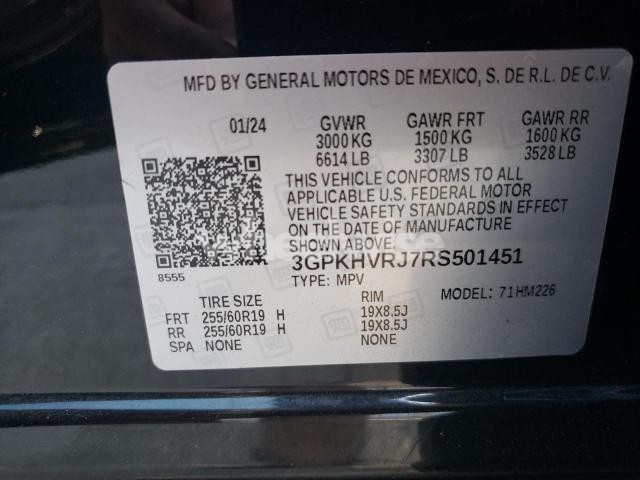 MFD BY GENERAL MOTORS DE MEXICO, S. DE R.L. DE C.V.
01/24 GVWR GAWR FRT GAWR RR
3000 KG 1500 KG 1600 KG
6614 LB 3307 LB 3528 LB
THIS VEHICLE CONFORMS TO ALL
APPLICABLE U.S. FEDERAL MOTOR
VEHICLE SAFETY STANDARDS IN EFFECT
ON THE DATE OF MANUFACTURE
SHOWN ABOVE.
3GPKHVRJ7RS501451
8555 TYPE: MPV MODEL: 71HM226
TIRE SIZE RIM
FRT 255/60R19 H 19X8.5J
RR 255/60R19 H 19X8.5J
SPA NONE NONE